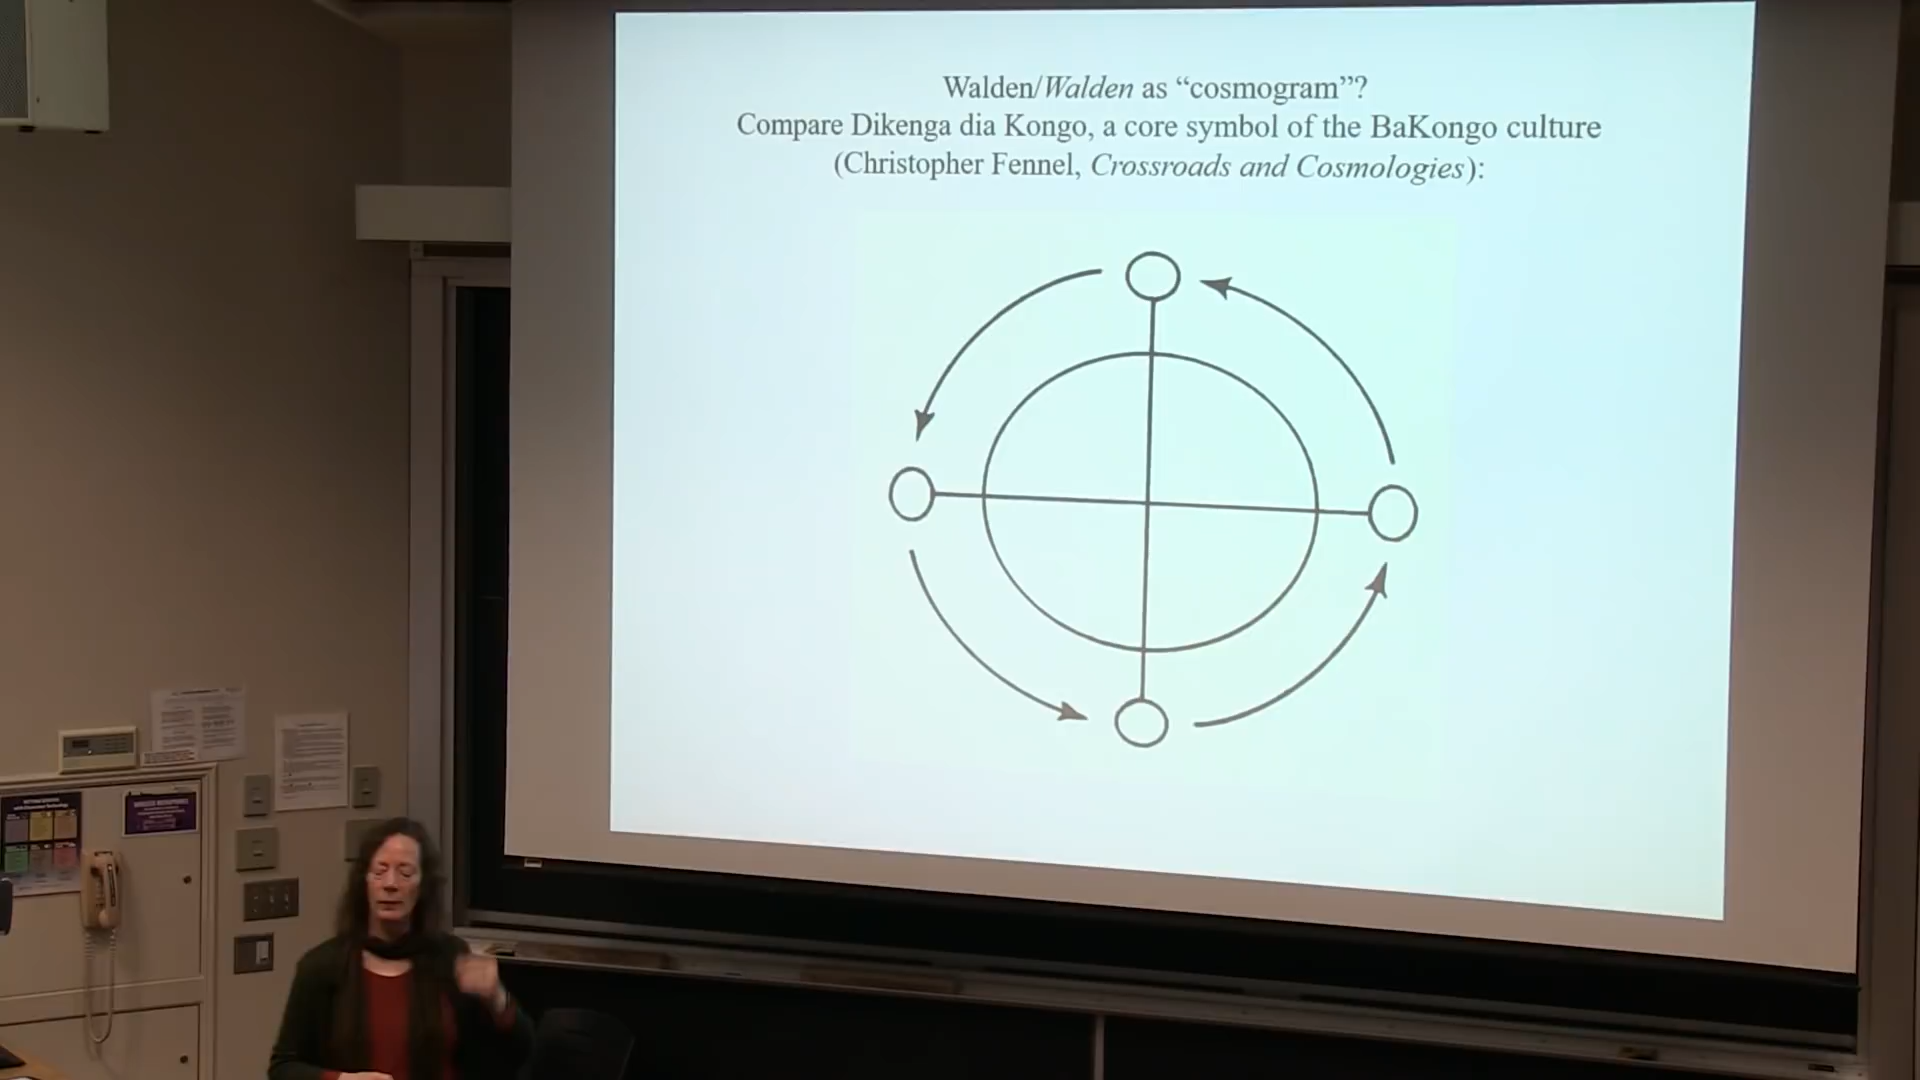 Walden/Walden as “cosmogram”?
Compare Dikenga dia Kongo, a core symbol of the BaKongo culture
(Christopher Fennel, Crossroads and Cosmologies):